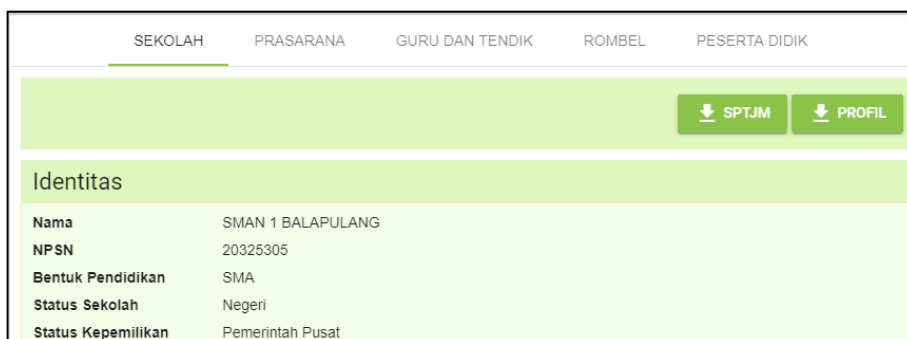 SEKOLAH PRASARANA GURU DAN TENDIK ROMBEL PESERTA DIDIK
SPTJM PROFIL
Identitas
Nama SMAN 1 BALAPULANG
NPSN 20325305
Bentuk Pendidikan SMA
Status Sekolah Negeri
Status Kepemilikan Pemerintah Pusat